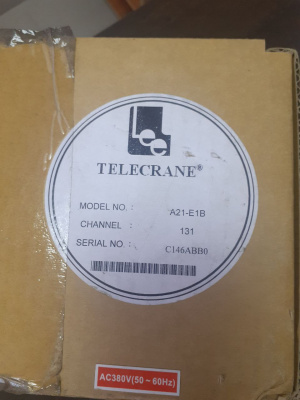 Lee
TELECRANE®
MODEL NO. : A21-E1B
CHANNEL : 131
SERIAL NO. : C146ABB0
AC380V(50 ~ 60Hz)